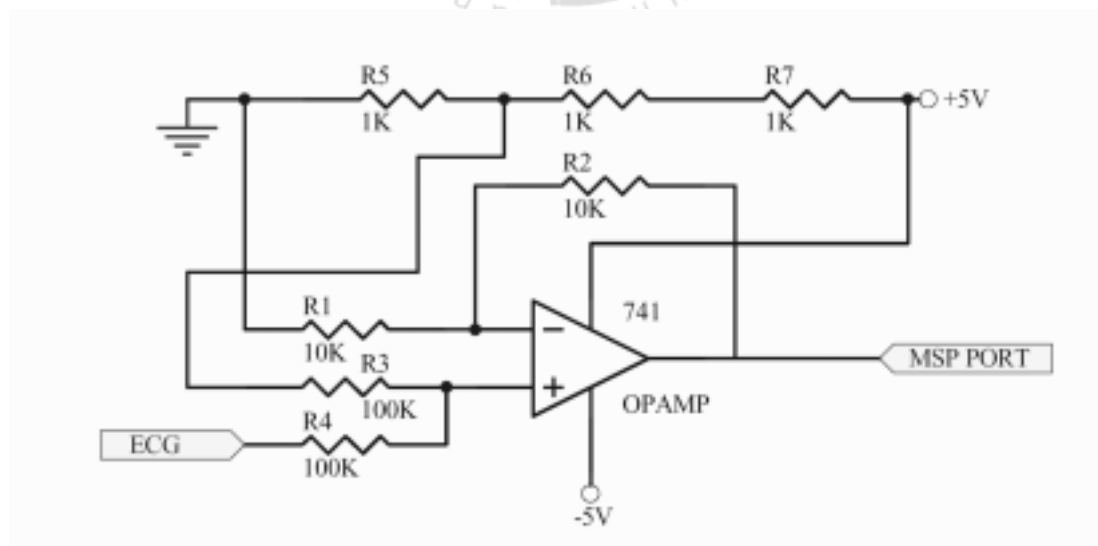 R5
1K
R6
1K
R7
1K
+5V
R2
10K
R1
10K
741
R3
100K
MSP PORT
OPAMP
R4
100K
ECG
-5V